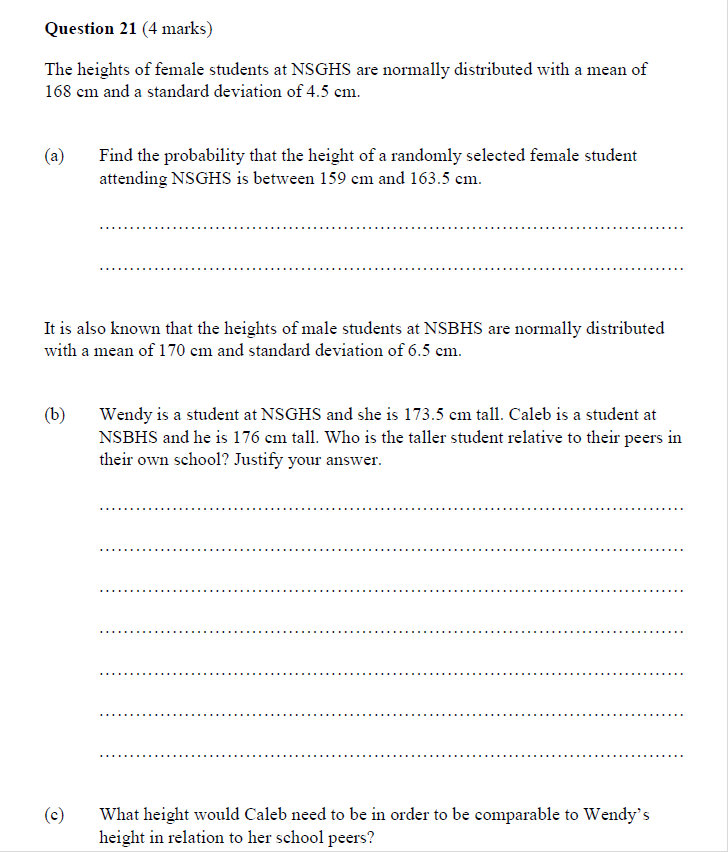 Question 21 (4 marks)
The heights of female students at NSGHS are normally distributed with a mean of
168 cm and a standard deviation of 4.5 cm.
(a) Find the probability that the height of a randomly selected female student
attending NSGHS is between 159 cm and 163.5 cm.
................................................................................................
................................................................................................
It is also known that the heights of male students at NSBHS are normally distributed
with a mean of 170 cm and standard deviation of 6.5 cm.
(b) Wendy is a student at NSGHS and she is 173.5 cm tall. Caleb is a student at
NSBHS and he is 176 cm tall. Who is the taller student relative to their peers in
their own school? Justify your answer.
................................................................................................
................................................................................................
................................................................................................
................................................................................................
................................................................................................
................................................................................................
................................................................................................
(c) What height would Caleb need to be in order to be comparable to Wendy's
height in relation to her school peers?